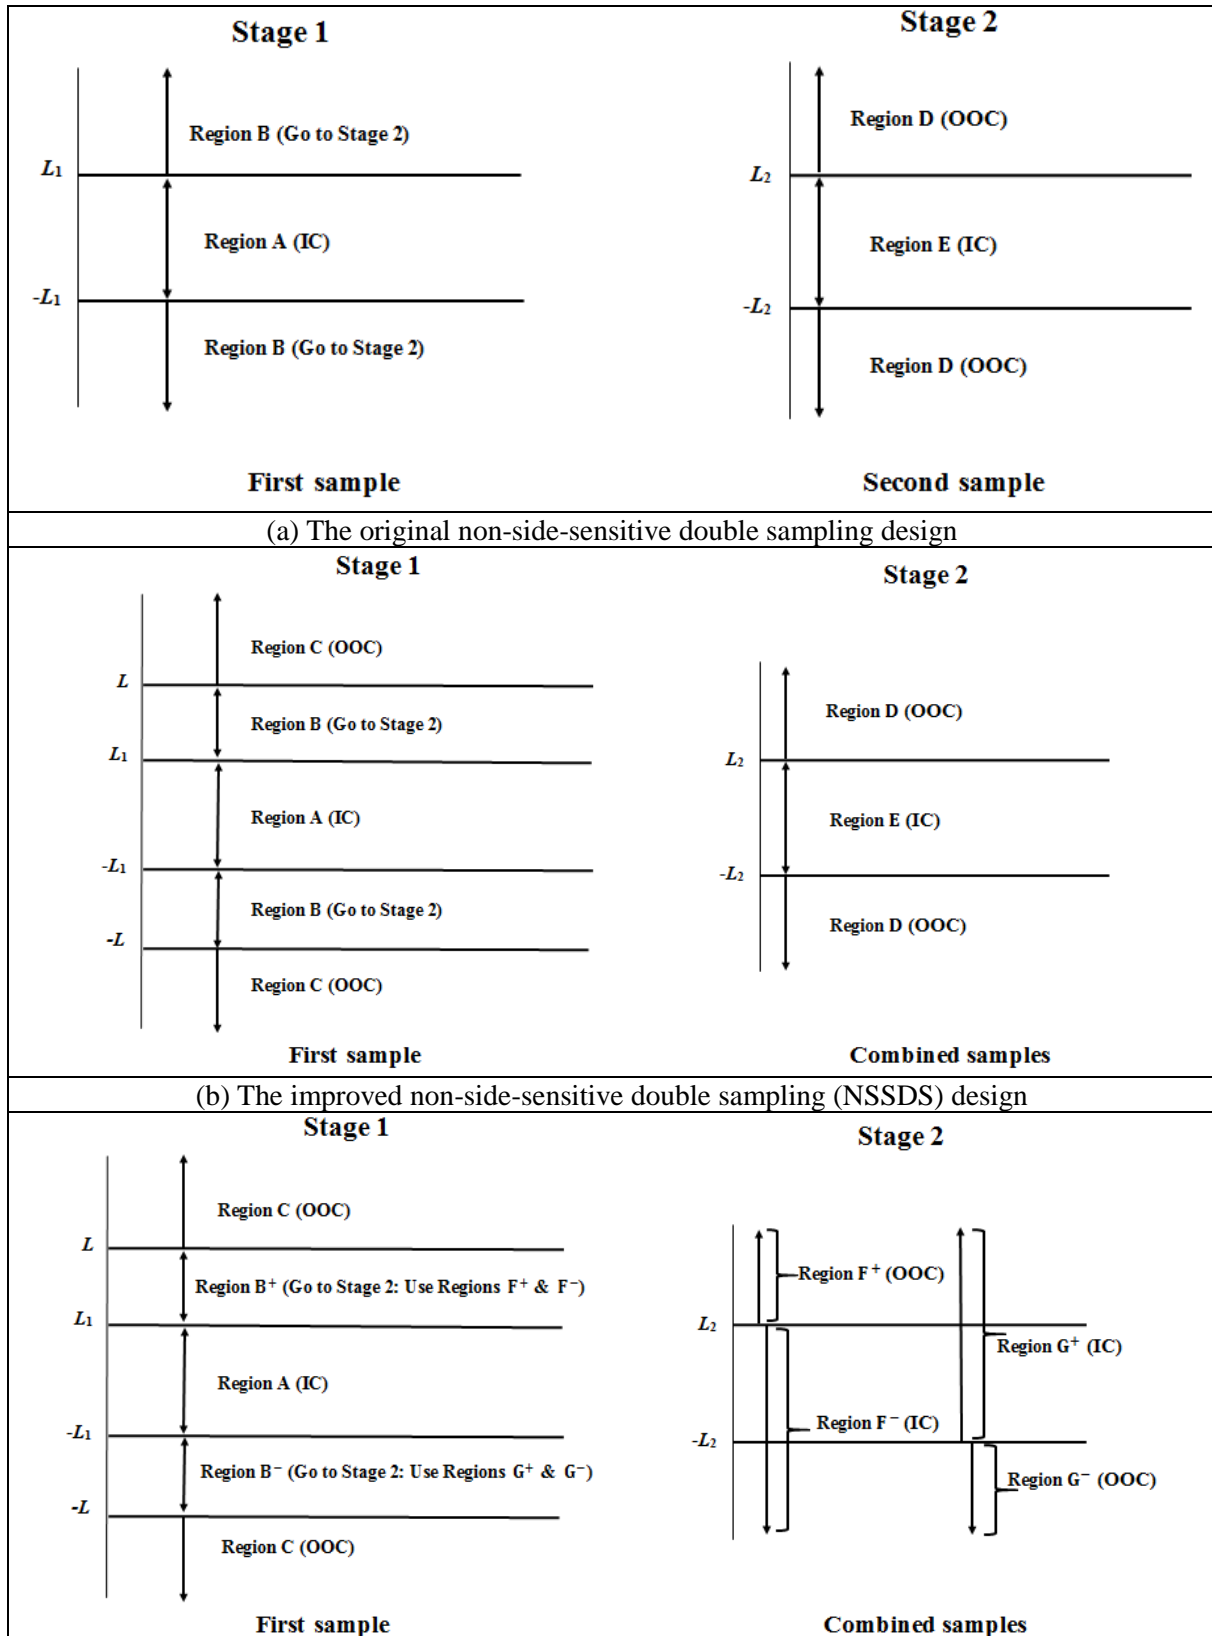 Stage 1
Region B (Go to Stage 2)
L1
Region A (IC)
-L1
Region B (Go to Stage 2)
First sample
Stage 2
Region D (OOC)
L2
Region E (IC)
-L2
Region D (OOC)
Second sample
(a) The original non-side-sensitive double sampling design
Stage 1
Region C (OOC)
L
Region B (Go to Stage 2)
L1
Region A (IC)
-L1
Region B (Go to Stage 2)
-L
Region C (OOC)
First sample
Stage 2
Region D (OOC)
L2
Region E (IC)
-L2
Region D (OOC)
Combined samples
(b) The improved non-side-sensitive double sampling (NSSDS) design
Stage 1
Region C (OOC)
L
Region B⁺ (Go to Stage 2: Use Regions F⁺ & F⁻)
L1
Region A (IC)
-L1
Region B⁻ (Go to Stage 2: Use Regions G⁺ & G⁻)
-L
Region C (OOC)
First sample
Stage 2
Region F⁺ (OOC)
L2
Region G⁺ (IC)
Region F⁻ (IC)
-L2
Region G⁻ (OOC)
Combined samples